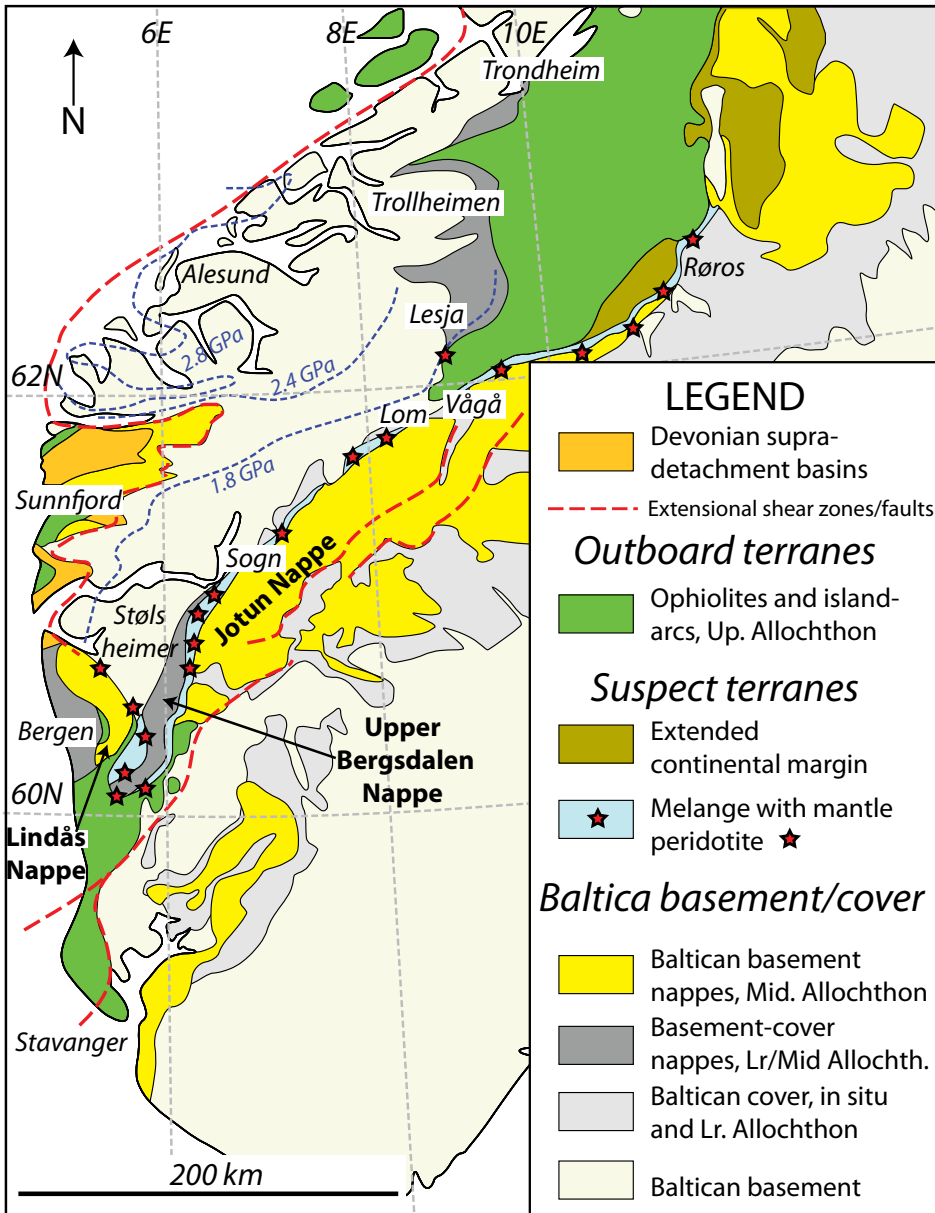 6E
8E
10E
N
Trondheim
Trollheimen
Alesund
Røros
Lesja
2.8 GPa
2.4 GPa
62N
Vågå
Lom
1.8 GPa
Sunnfjord
Sogn
Jotun Nappe
Støls
heimer
Bergen
Upper
Bergsdalen
Nappe
60N
Lindås
Nappe
Stavanger
200 km
LEGEND
Devonian supra-
detachment basins
Extensional shear zones/faults
Outboard terranes
Ophiolites and island-
arcs, Up. Allochthon
Suspect terranes
Extended
continental margin
Melange with mantle
peridotite
Baltica basement/cover
Baltican basement
nappes, Mid. Allochthon
Basement-cover
nappes, Lr/Mid Allochth.
Baltican cover, in situ
and Lr. Allochthon
Baltican basement